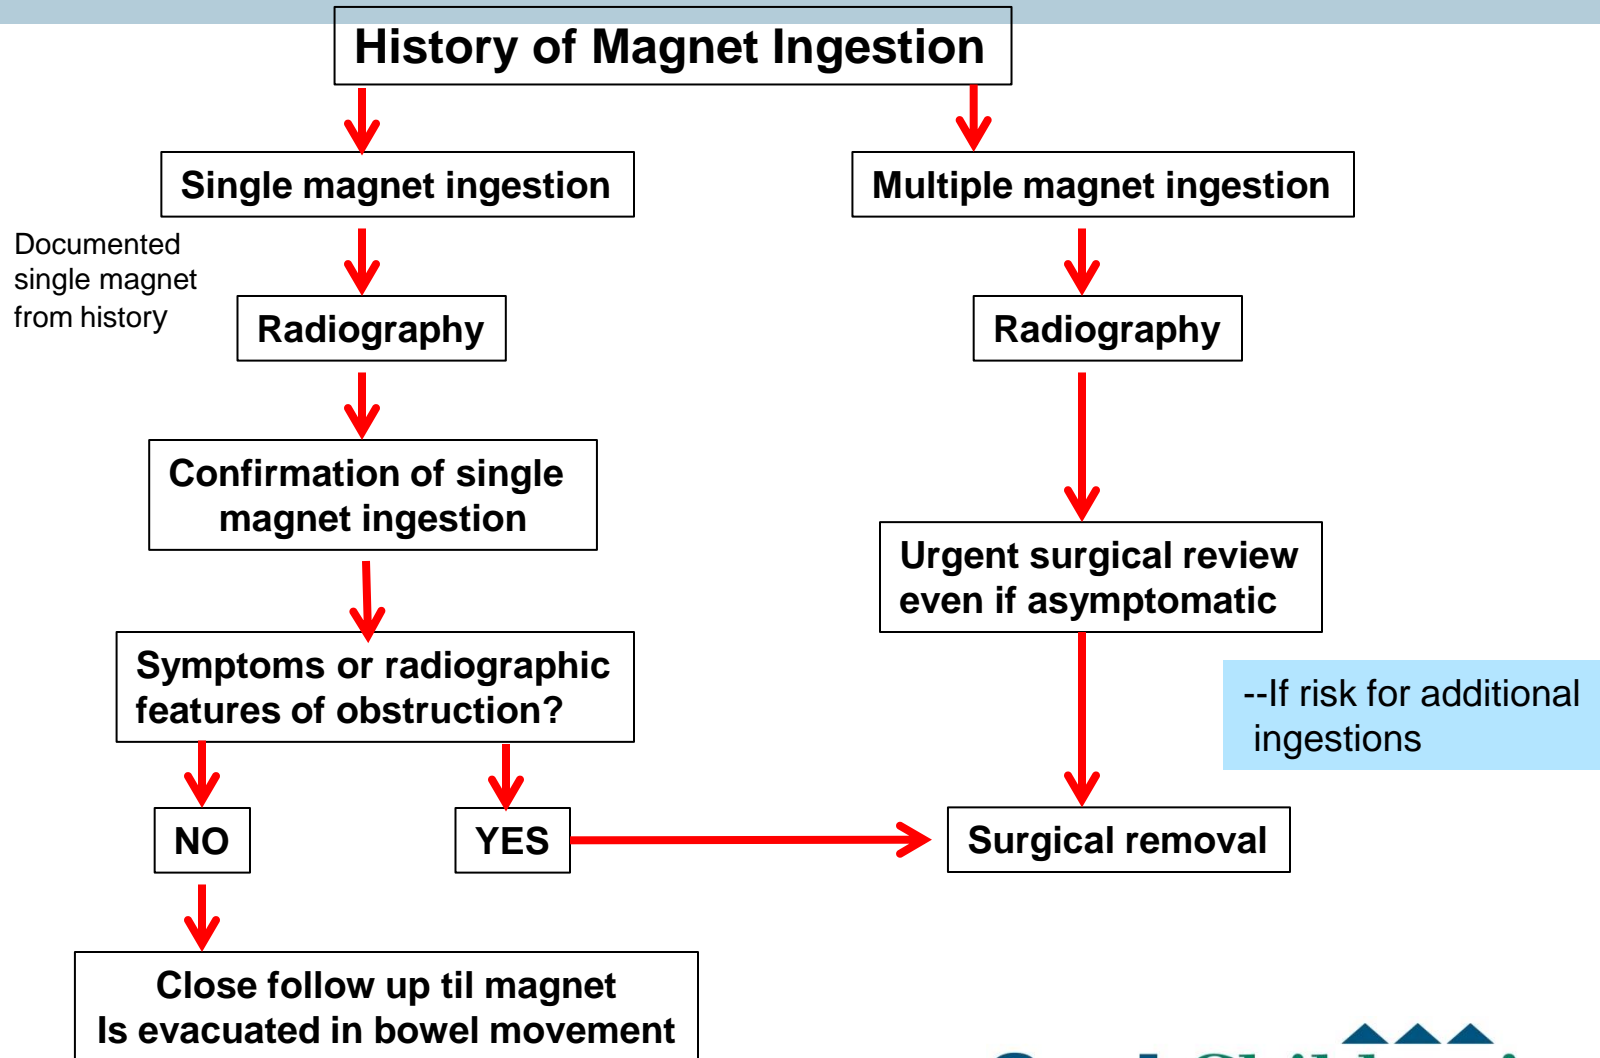 History of Magnet Ingestion
Single magnet ingestion
Multiple magnet ingestion
Documented
single magnet
from history
Radiography
Radiography
Confirmation of single
magnet ingestion
Urgent surgical review
even if asymptomatic
Symptoms or radiographic
features of obstruction?
--If risk for additional
ingestions
NO
YES
Surgical removal
Close follow up til magnet
Is evacuated in bowel movement